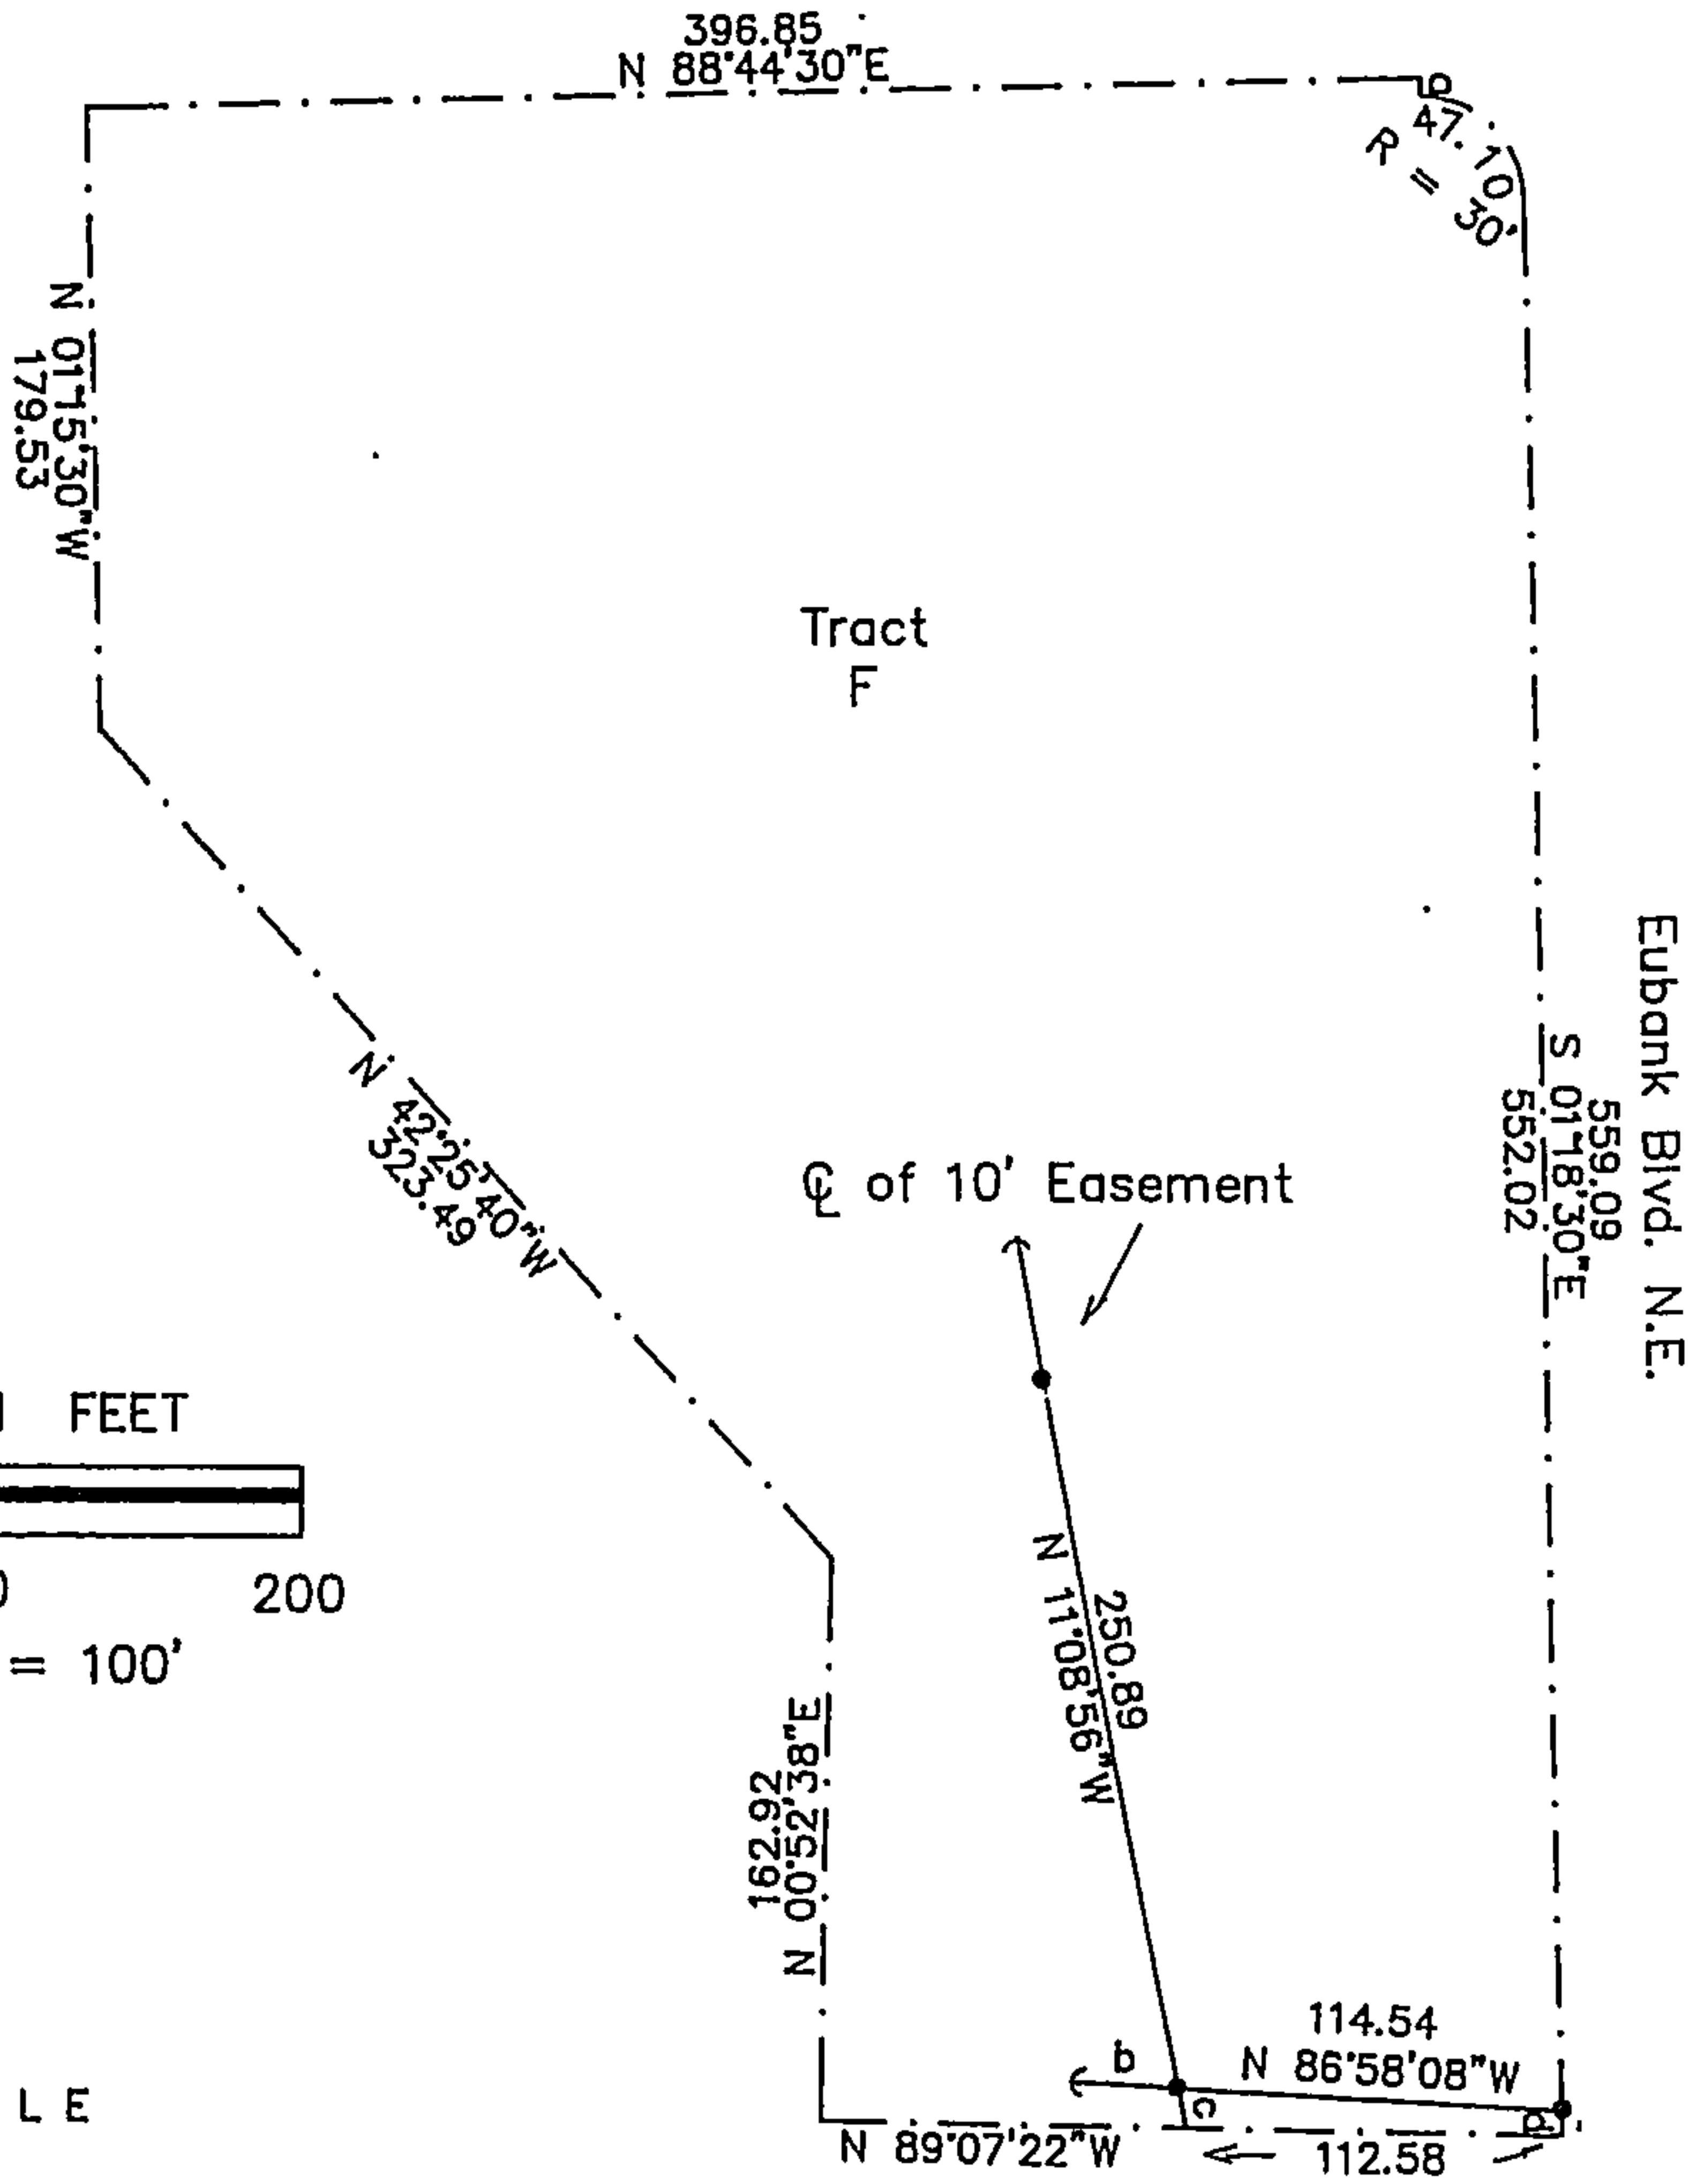 396.85
N 88°44'30"E
a
47.10
R = 30'
N 01°15'30"W
179.53
Tract
F
Eubank Blvd. N.E.
559.09
S 01°18'30"E
552.02
N 42°25'40"W
323.49
℄ of 10' Easement
FEET
200
= 100'
250.89
N 11°08'56"W
162.92
N 00°52'38"E
114.54
N 86°58'08"W
b
c
d
L E
N 89°07'22"W
112.58